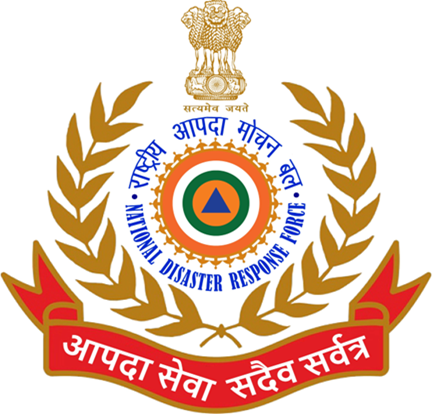 सत्यमेव जयते
राष्ट्रीय आपदा मोचन बल
NATIONAL DISASTER RESPONSE FORCE
आपदा सेवा सदैव सर्वत्र